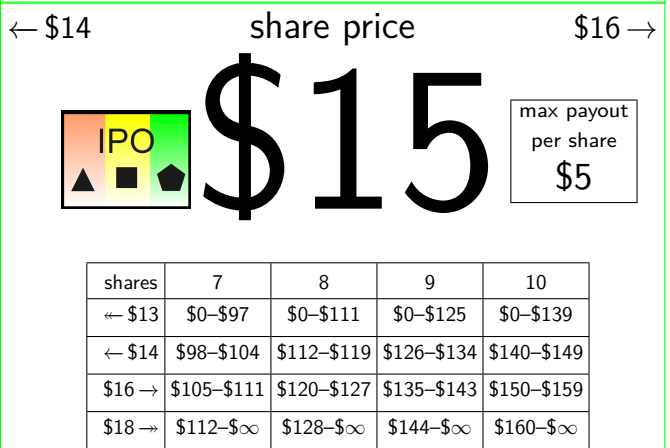 ← $14 share price $16 →
IPO $15 max payout
per share
$5
shares 7 8 9 10
↞ $13 $0–$97 $0–$111 $0–$125 $0–$139
← $14 $98–$104 $112–$119 $126–$134 $140–$149
$16 → $105–$111 $120–$127 $135–$143 $150–$159
$18 ↠ $112–$∞ $128–$∞ $144–$∞ $160–$∞